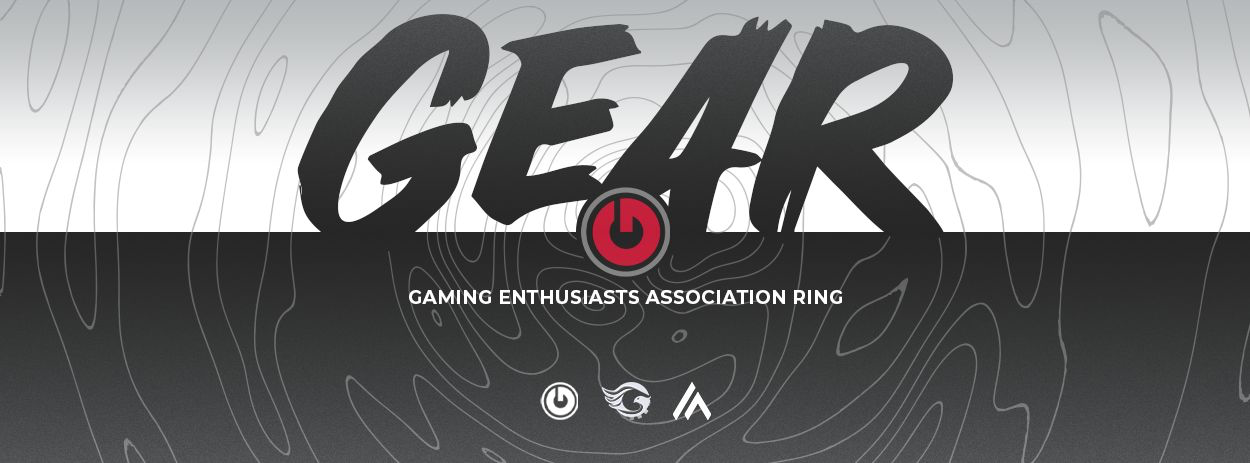 GEAR
GAMING ENTHUSIASTS ASSOCIATION RING